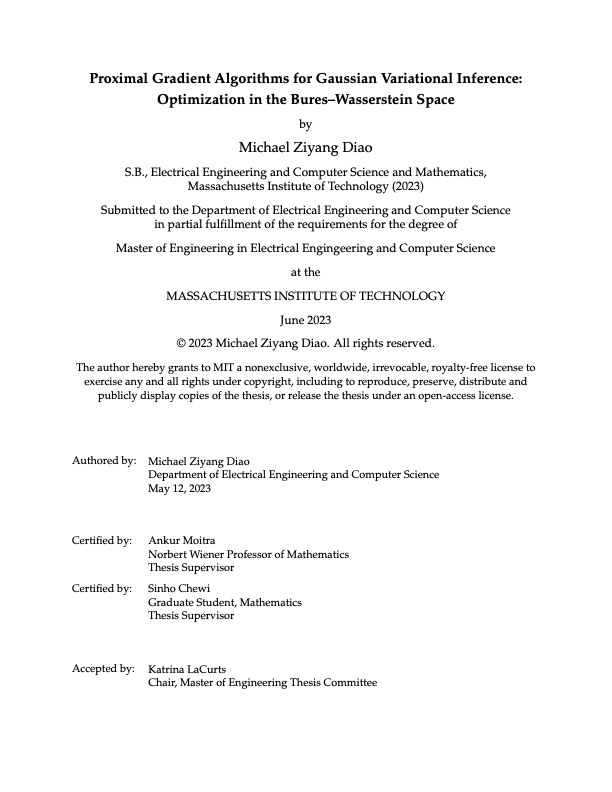 Proximal Gradient Algorithms for Gaussian Variational Inference:
Optimization in the Bures–Wasserstein Space
by
Michael Ziyang Diao
S.B., Electrical Engineering and Computer Science and Mathematics,
Massachusetts Institute of Technology (2023)
Submitted to the Department of Electrical Engineering and Computer Science
in partial fulfillment of the requirements for the degree of
Master of Engineering in Electrical Engingeering and Computer Science
at the
MASSACHUSETTS INSTITUTE OF TECHNOLOGY
June 2023
© 2023 Michael Ziyang Diao. All rights reserved.
The author hereby grants to MIT a nonexclusive, worldwide, irrevocable, royalty-free license to
exercise any and all rights under copyright, including to reproduce, preserve, distribute and
publicly display copies of the thesis, or release the thesis under an open-access license.
Authored by: Michael Ziyang Diao
Department of Electrical Engineering and Computer Science
May 12, 2023
Certified by: Ankur Moitra
Norbert Wiener Professor of Mathematics
Thesis Supervisor
Certified by: Sinho Chewi
Graduate Student, Mathematics
Thesis Supervisor
Accepted by: Katrina LaCurts
Chair, Master of Engineering Thesis Committee